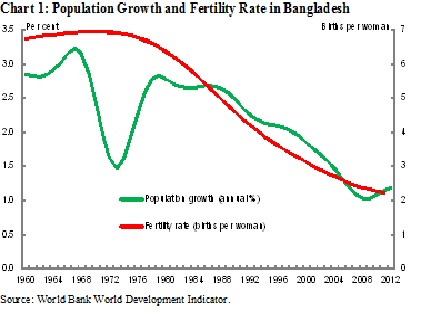 Chart 1: Population Growth and Fertility Rate in Bangladesh
Percent Births per woman
3.5 7
3.0 6
2.5 5
2.0 4
1.5 3
1.0 2
0.5 1
0.0 0
Population growth (annual %)
Fertility rate (births per woman)
1960 1964 1968 1972 1976 1980 1984 1988 1992 1996 2000 2004 2008 2012
Source: World Bank World Development Indicator.